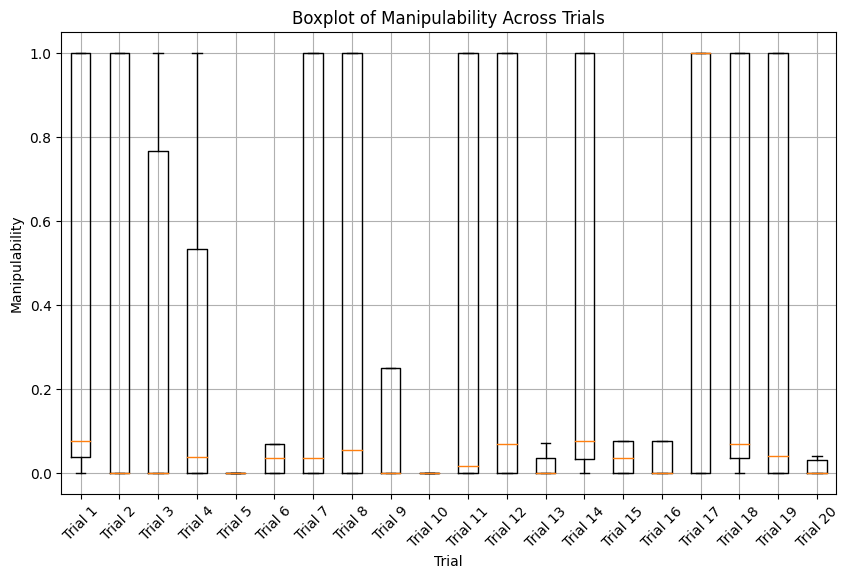 Boxplot of Manipulability Across Trials
Manipulability
1.0
0.8
0.6
0.4
0.2
0.0
Trial 1
Trial 2
Trial 3
Trial 4
Trial 5
Trial 6
Trial 7
Trial 8
Trial 9
Trial 10
Trial 11
Trial 12
Trial 13
Trial 14
Trial 15
Trial 16
Trial 17
Trial 18
Trial 19
Trial 20
Trial